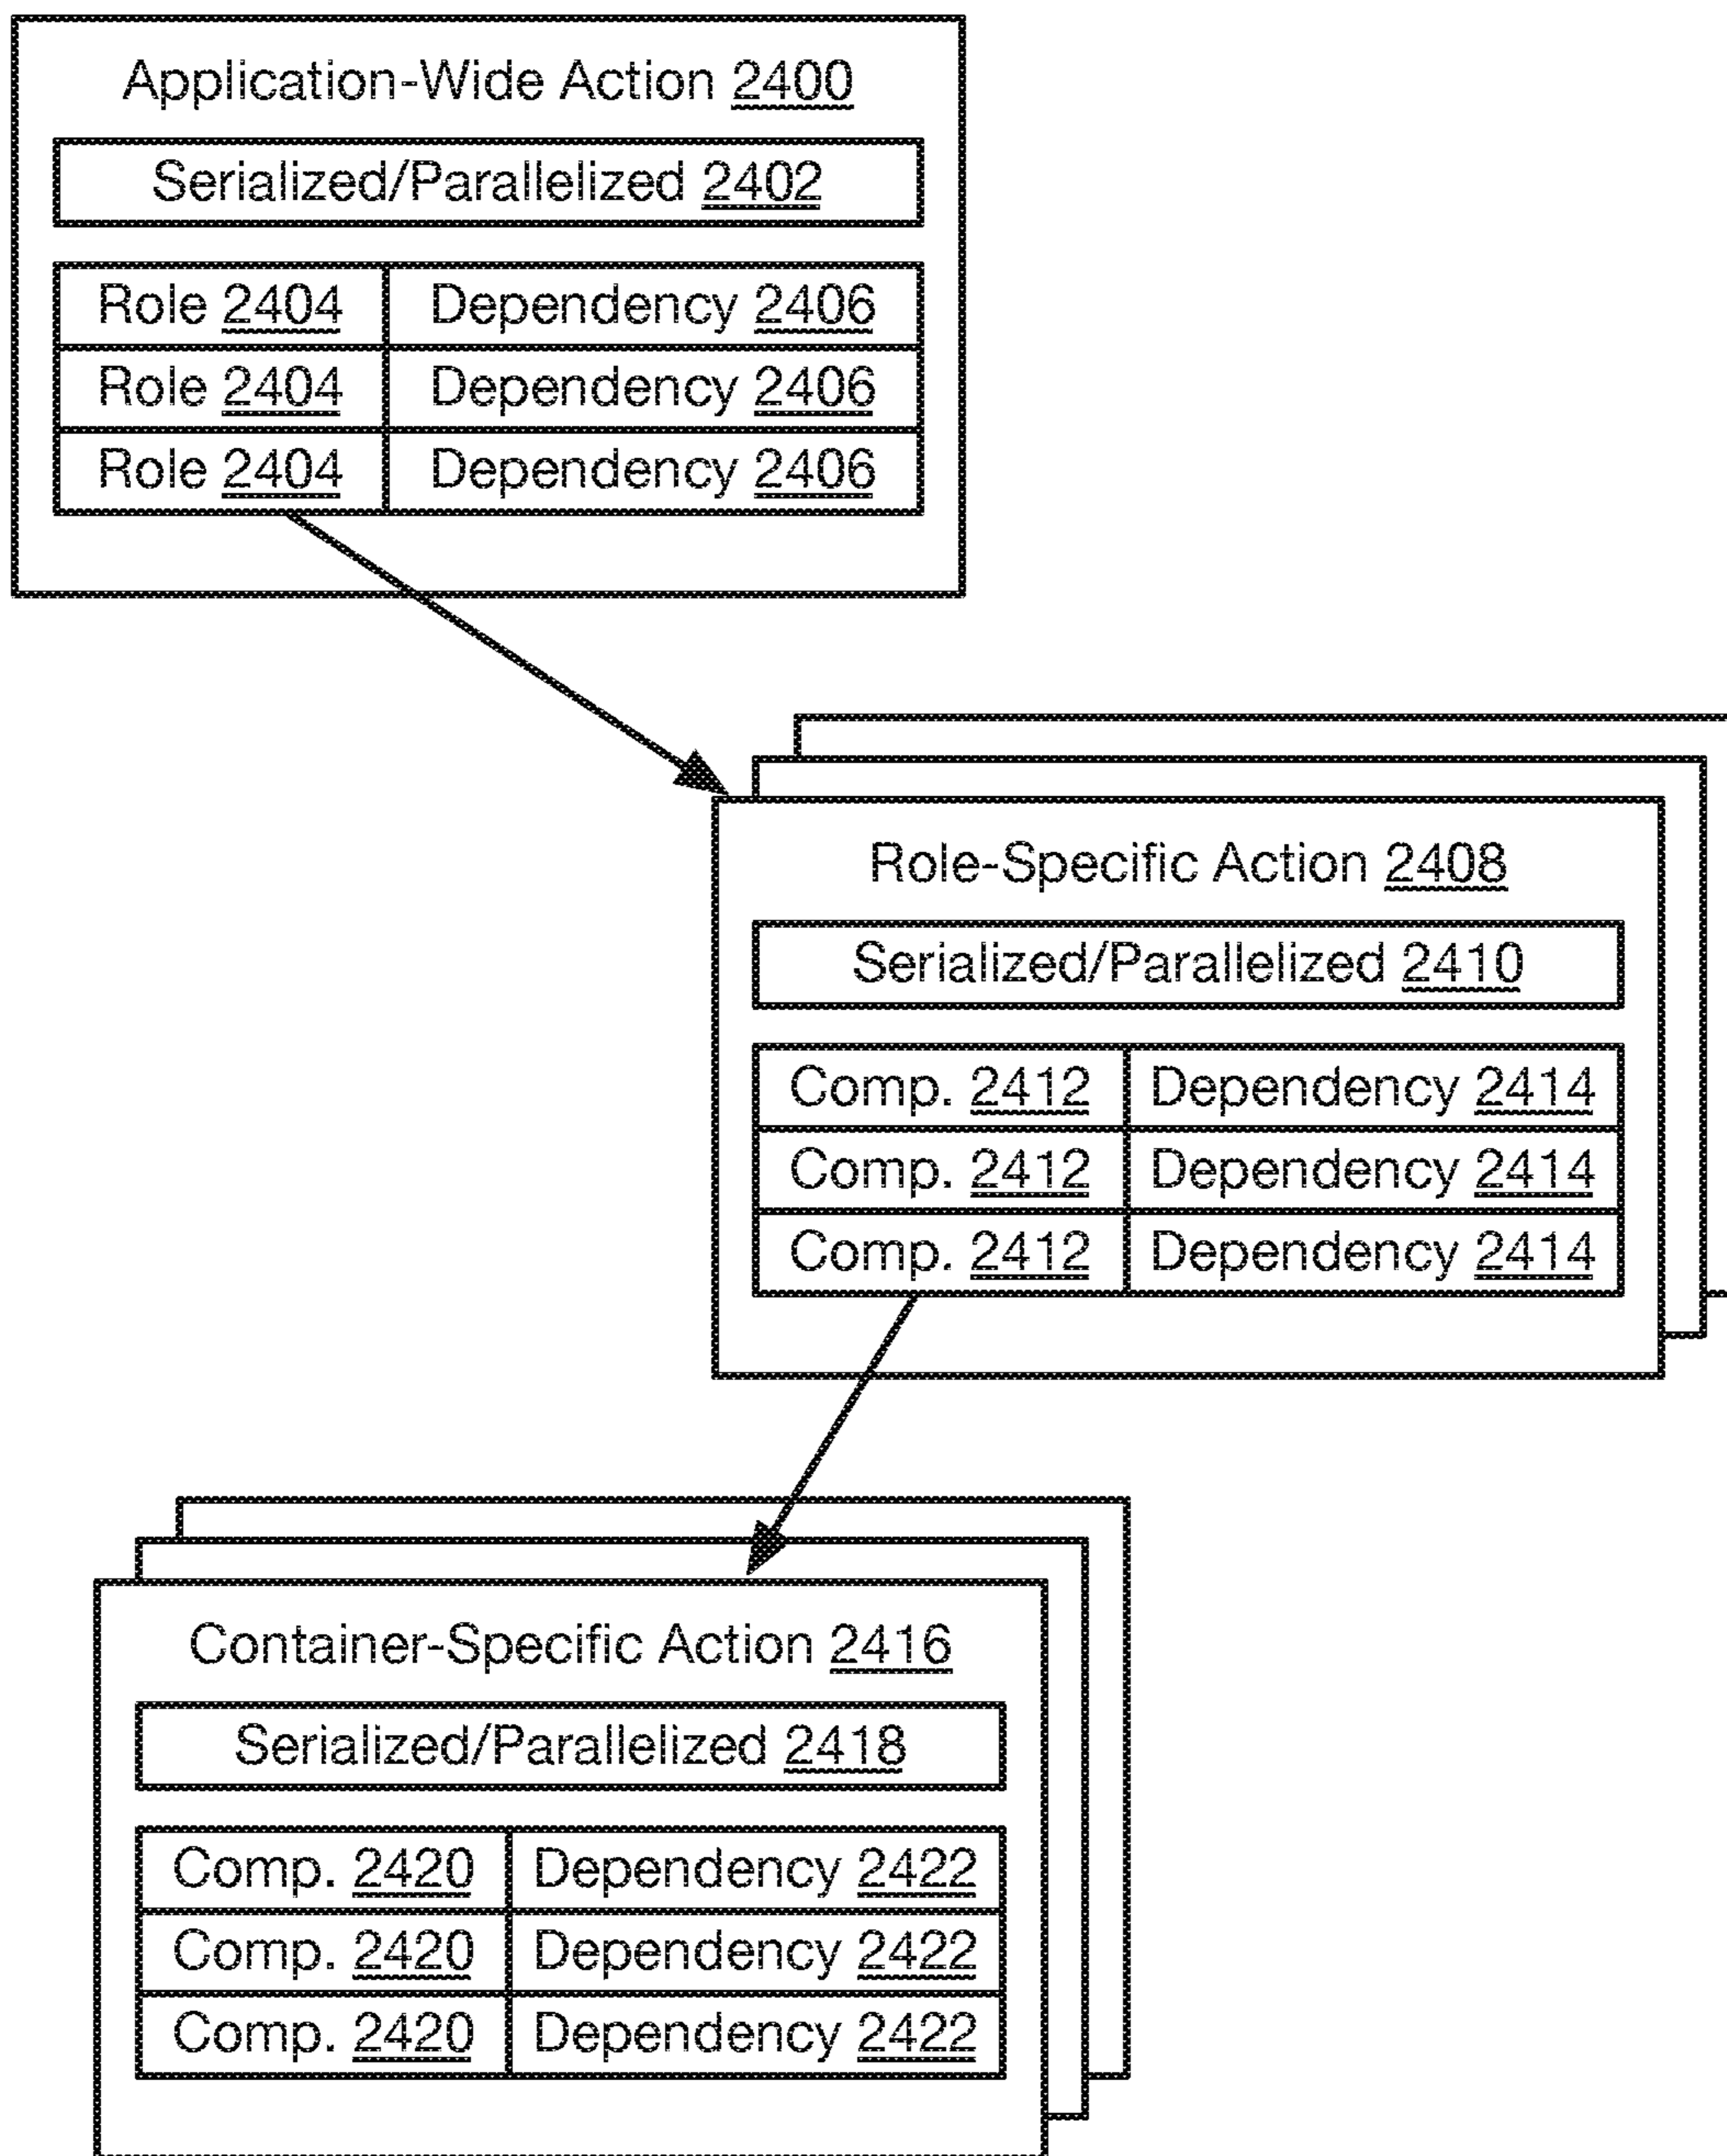 Application-Wide Action 2400
Serialized/Parallelized 2402
Role 2404 Dependency 2406
Role 2404 Dependency 2406
Role 2404 Dependency 2406
Role-Specific Action 2408
Serialized/Parallelized 2410
Comp. 2412 Dependency 2414
Comp. 2412 Dependency 2414
Comp. 2412 Dependency 2414
Container-Specific Action 2416
Serialized/Parallelized 2418
Comp. 2420 Dependency 2422
Comp. 2420 Dependency 2422
Comp. 2420 Dependency 2422